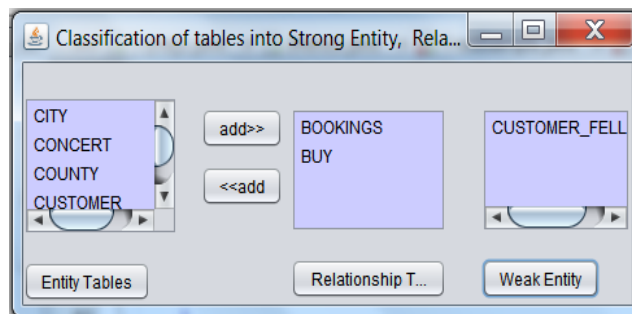 Classification of tables into Strong Entity, Rela...
CITY
CONCERT
COUNTY
CUSTOMER
add>>
<<add
BOOKINGS
BUY
CUSTOMER_FELL
Entity Tables
Relationship T...
Weak Entity